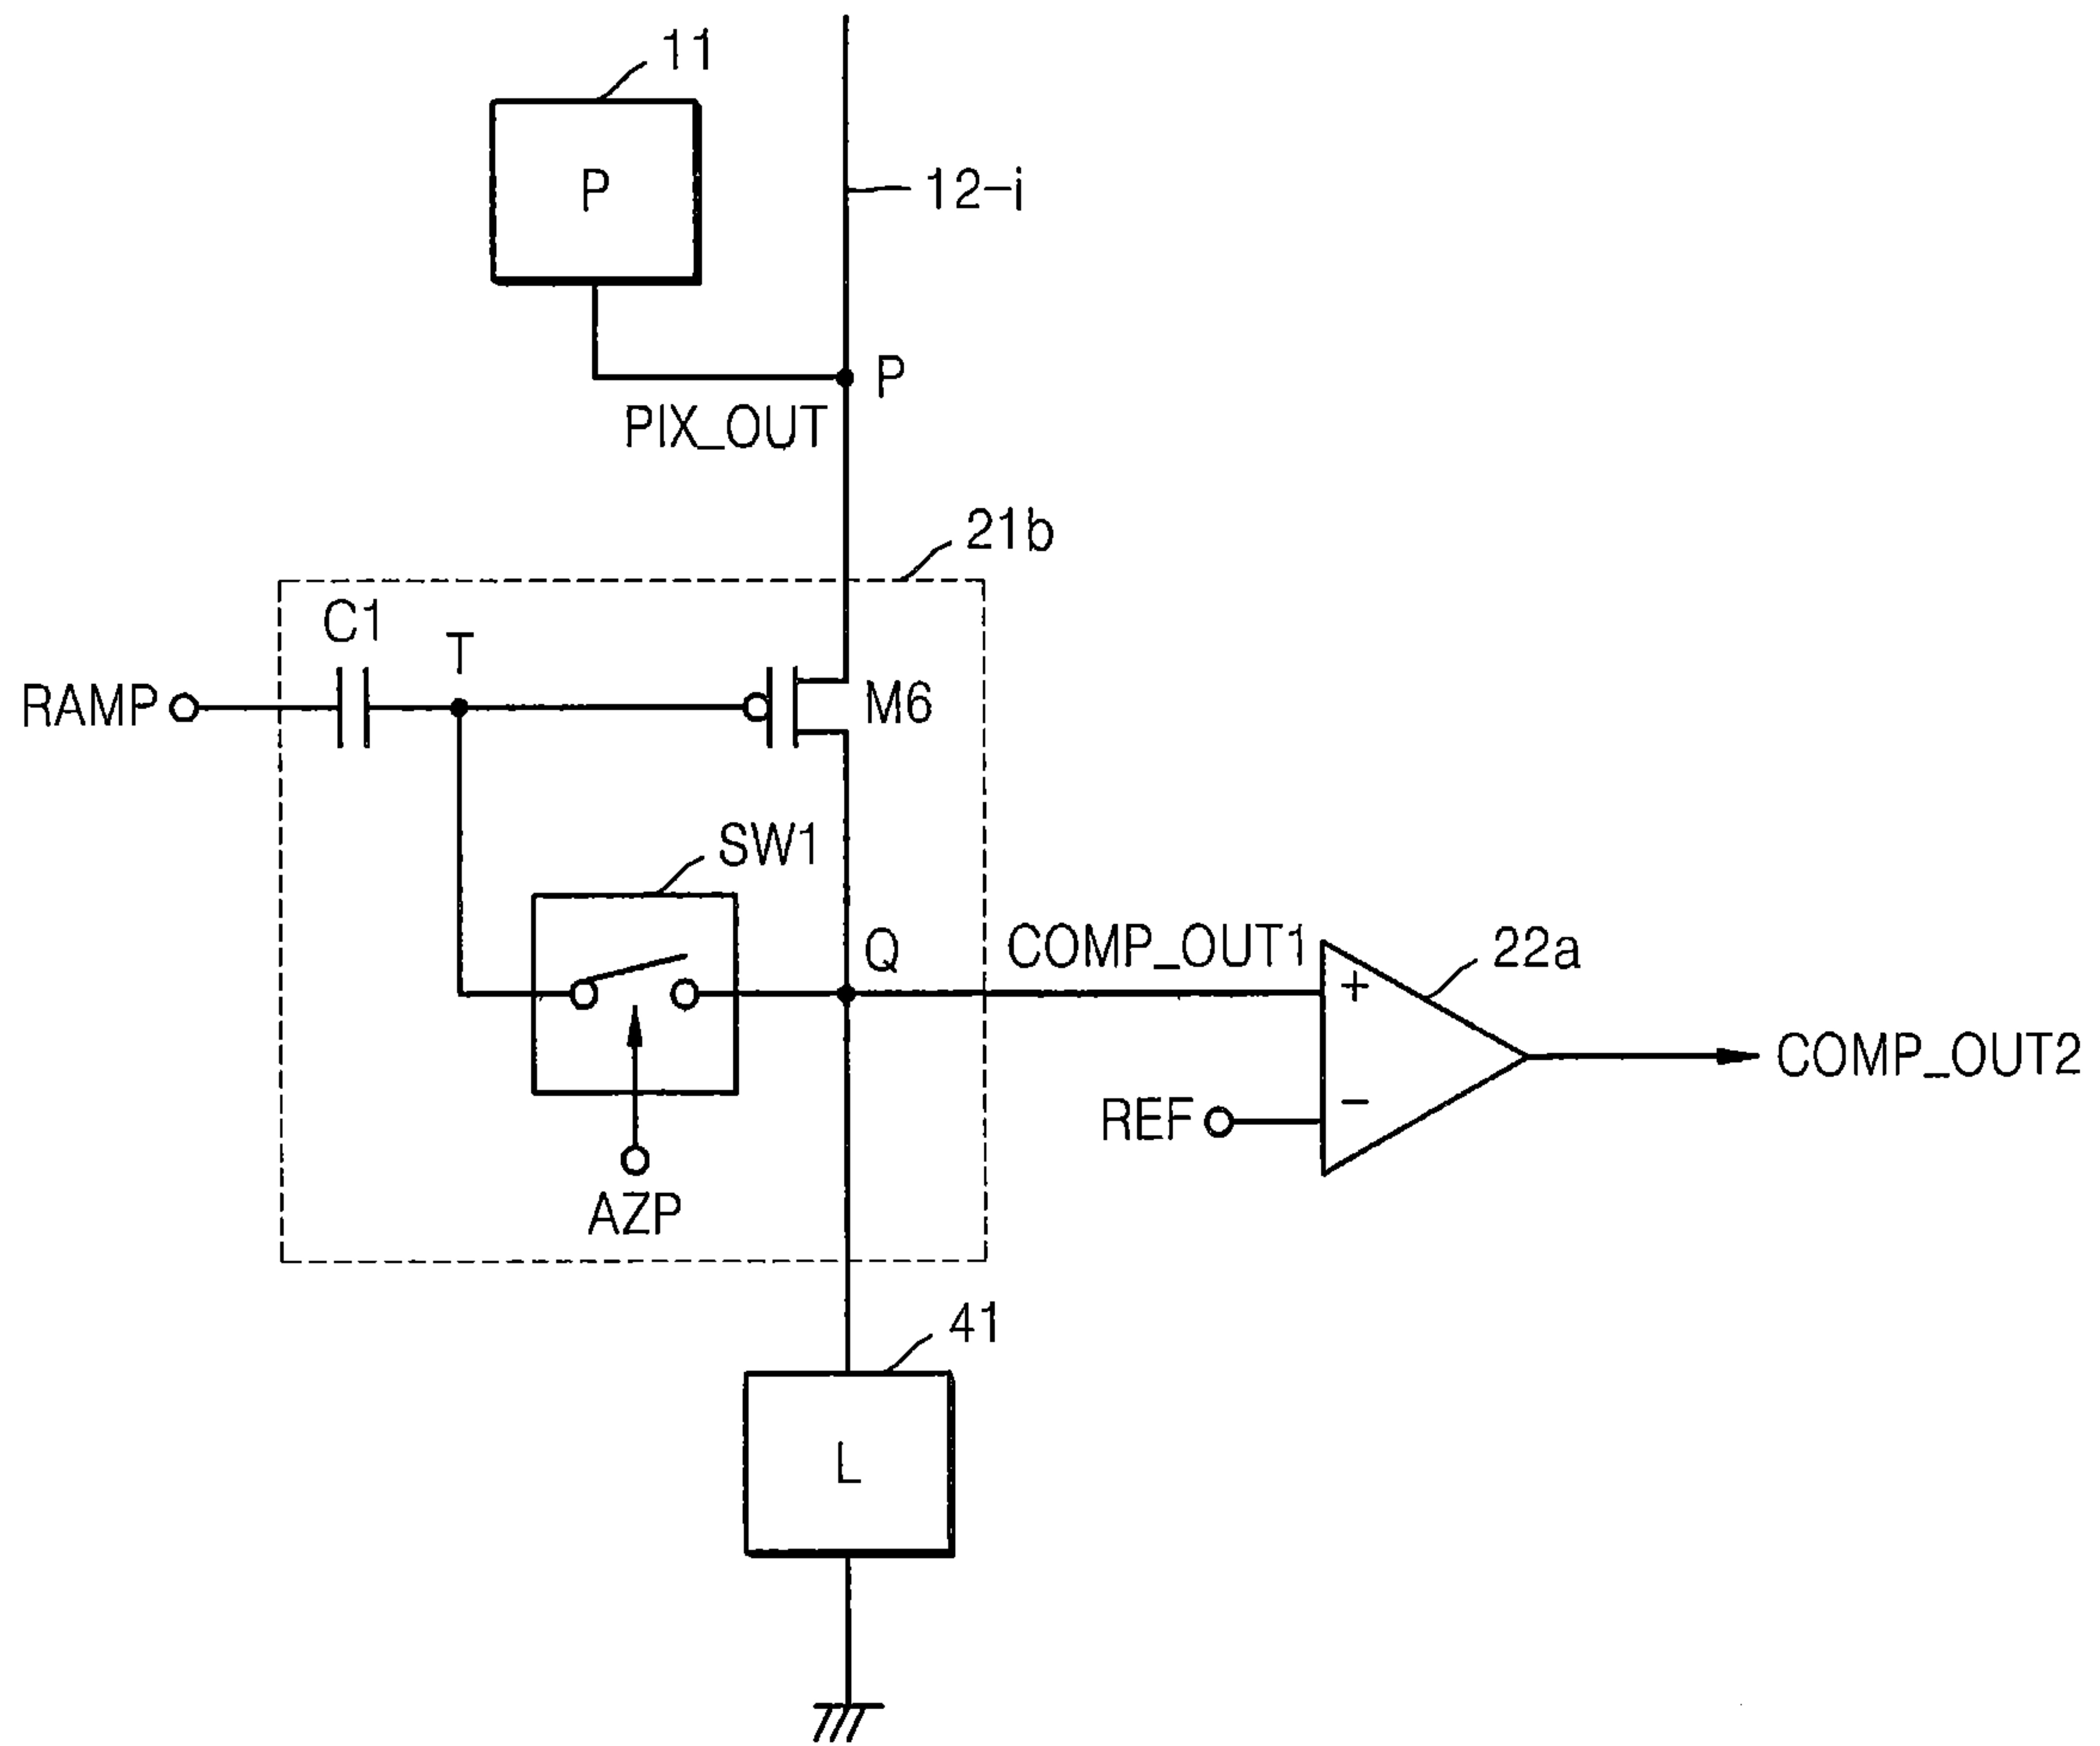 11
P
12-i
P
PIX_OUT
21b
C1
T
RAMP
M6
SW1
Q
COMP_OUT1
22a
+
COMP_OUT2
REF
-
AZP
41
L